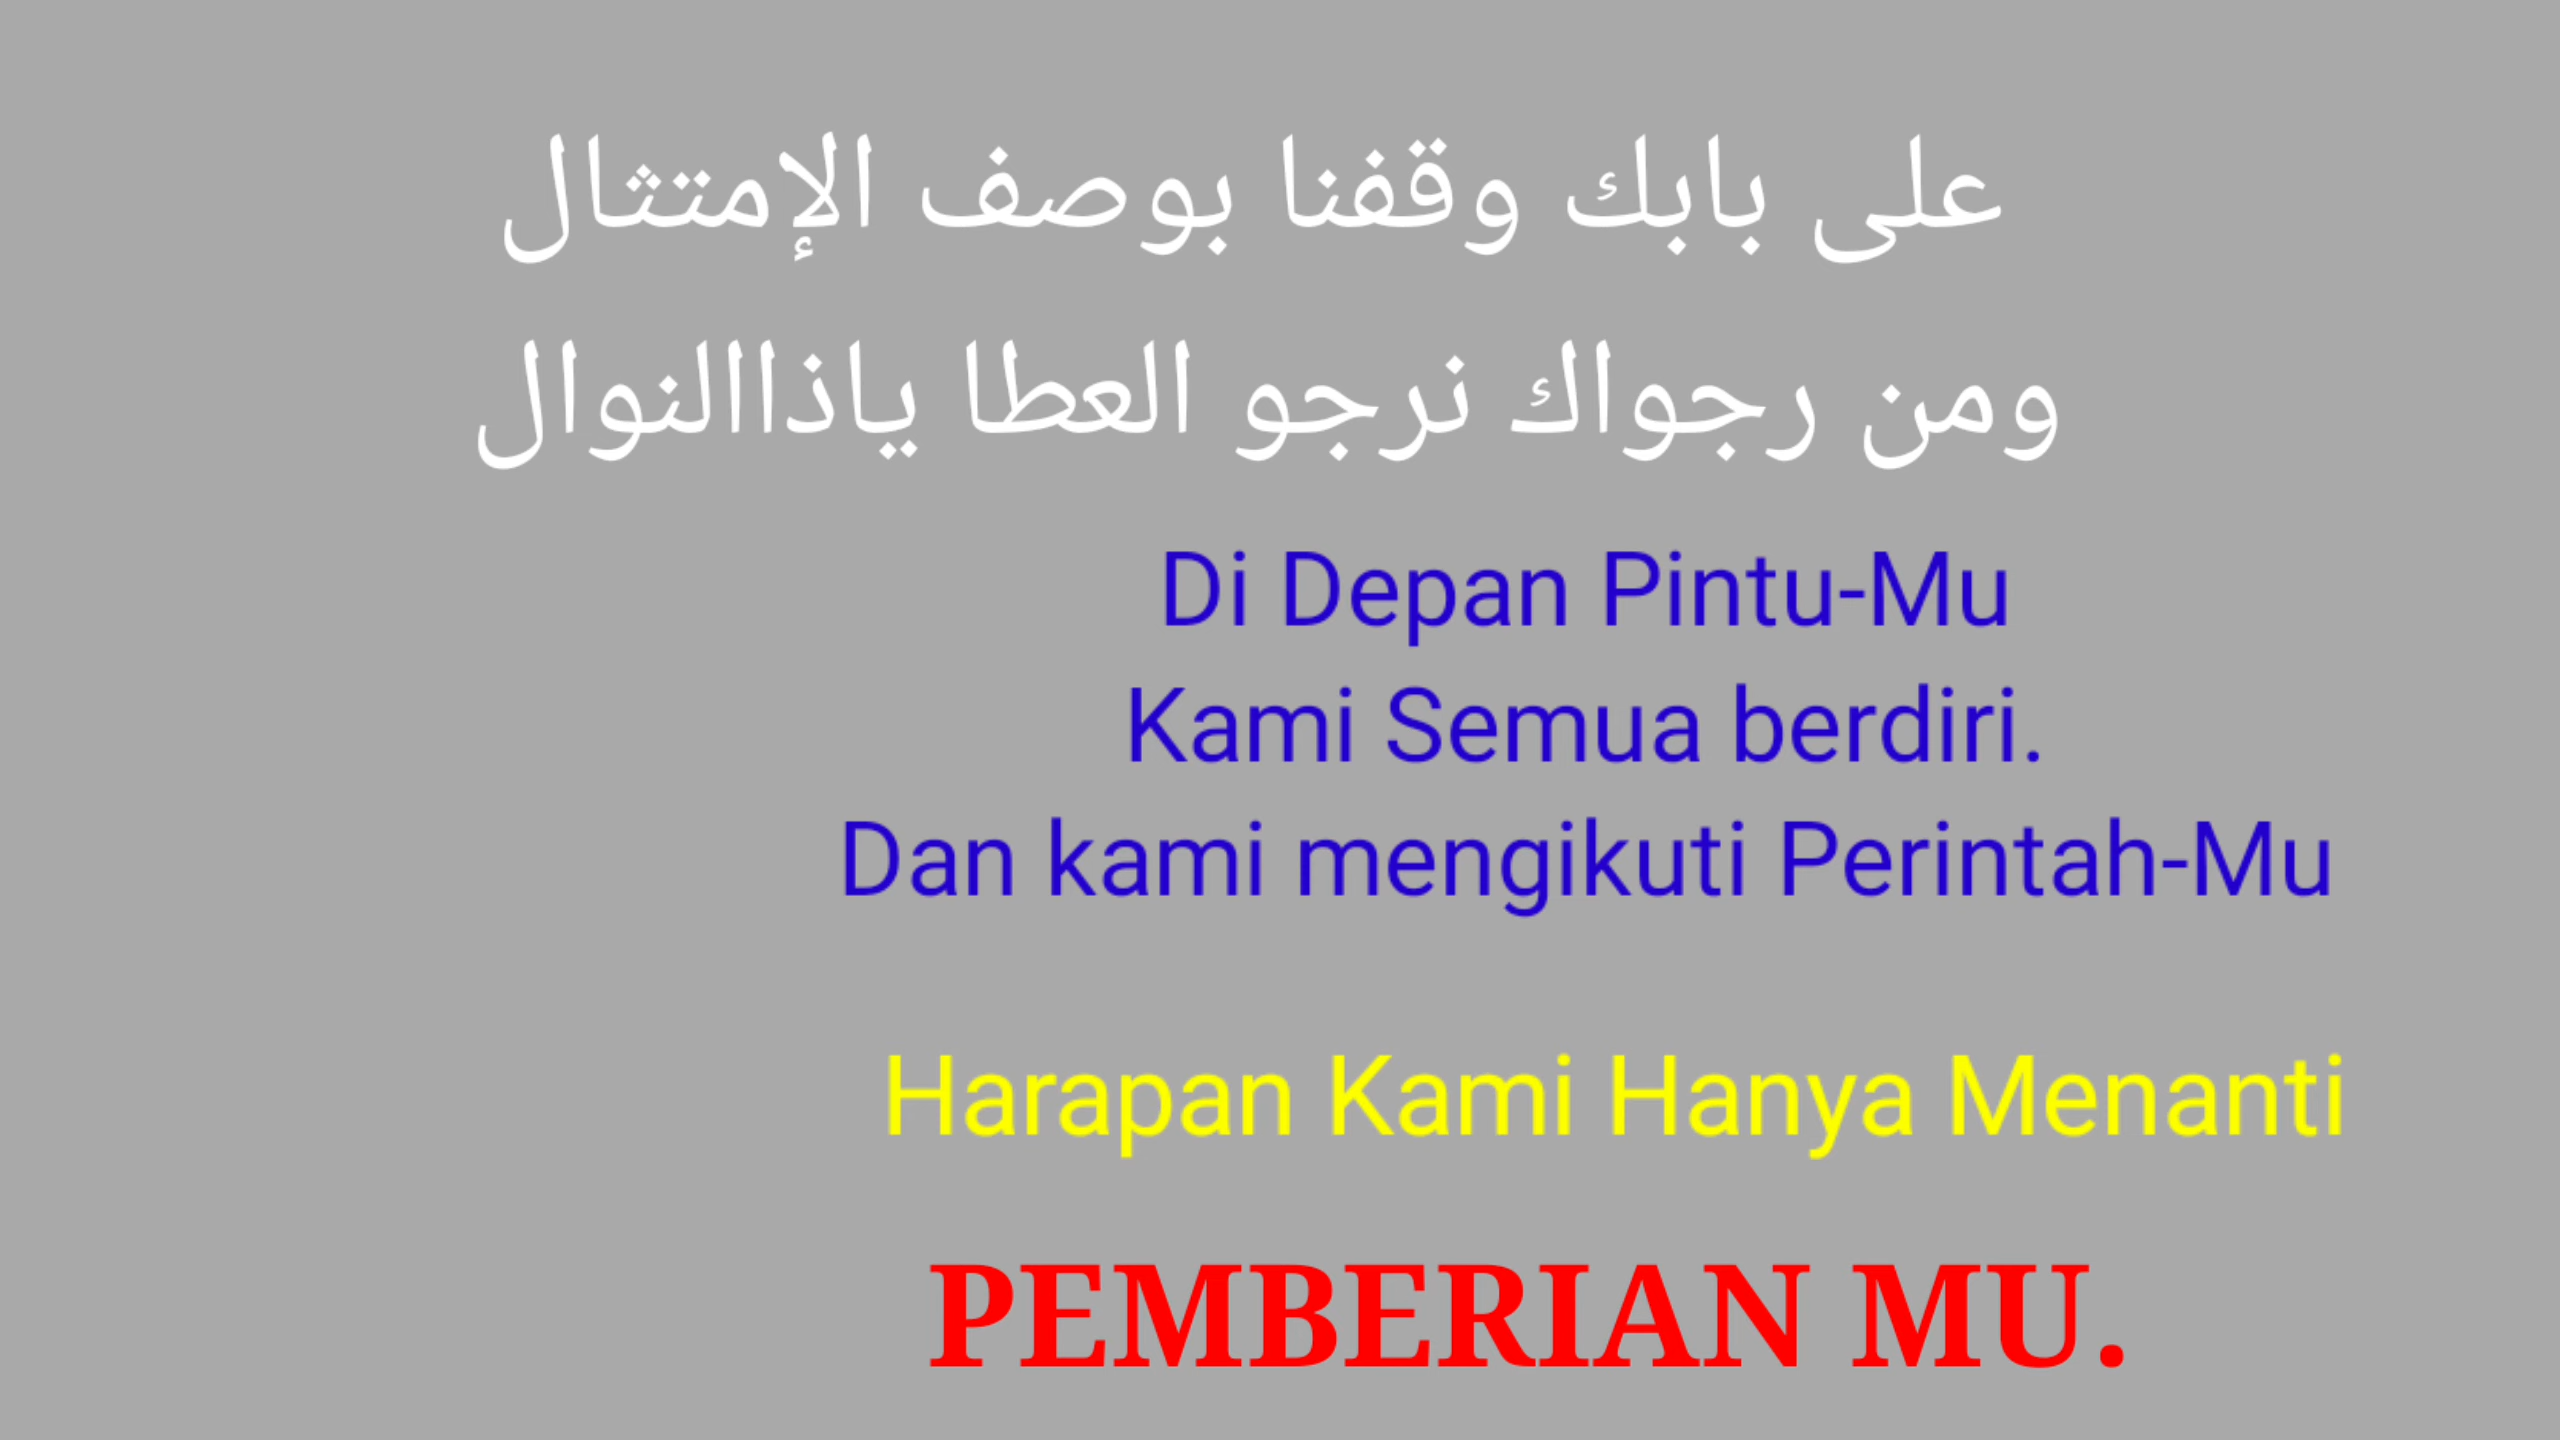 على بابك وقفنا بوصف الإمتثال
ومن رجواك نرجو العطا ياذاالنوال
Di Depan Pintu-Mu
Kami Semua berdiri.
Dan kami mengikuti Perintah-Mu
Harapan Kami Hanya Menanti
PEMBERIAN MU.